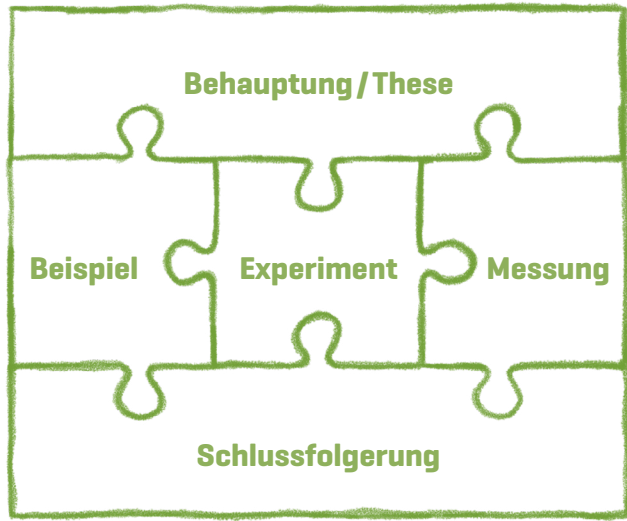 Behauptung / These
Beispiel
Experiment
Messung
Schlussfolgerung